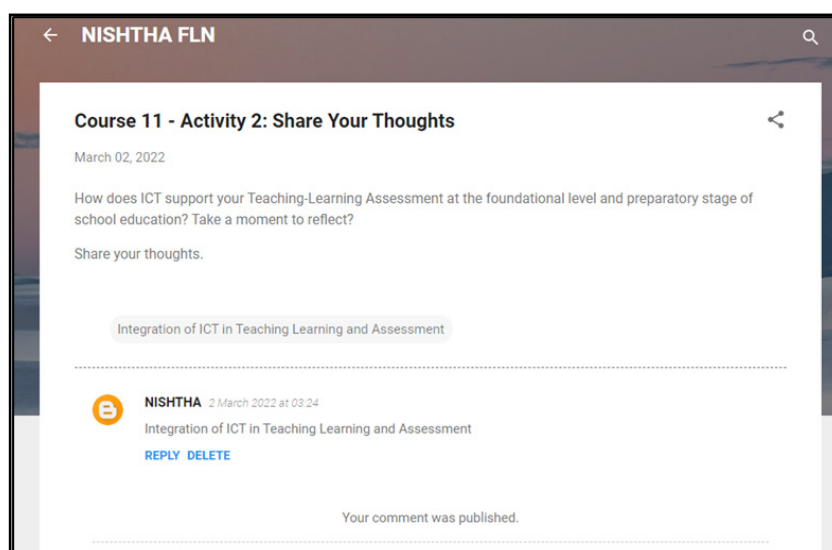 NISHTHA FLN
Course 11 - Activity 2: Share Your Thoughts
March 02, 2022
How does ICT support your Teaching-Learning Assessment at the foundational level and preparatory stage of
school education? Take a moment to reflect?
Share your thoughts.
Integration of ICT in Teaching Learning and Assessment
NISHTHA 2 March 2022 at 03:24
Integration of ICT in Teaching Learning and Assessment
REPLY DELETE
Your comment was published.